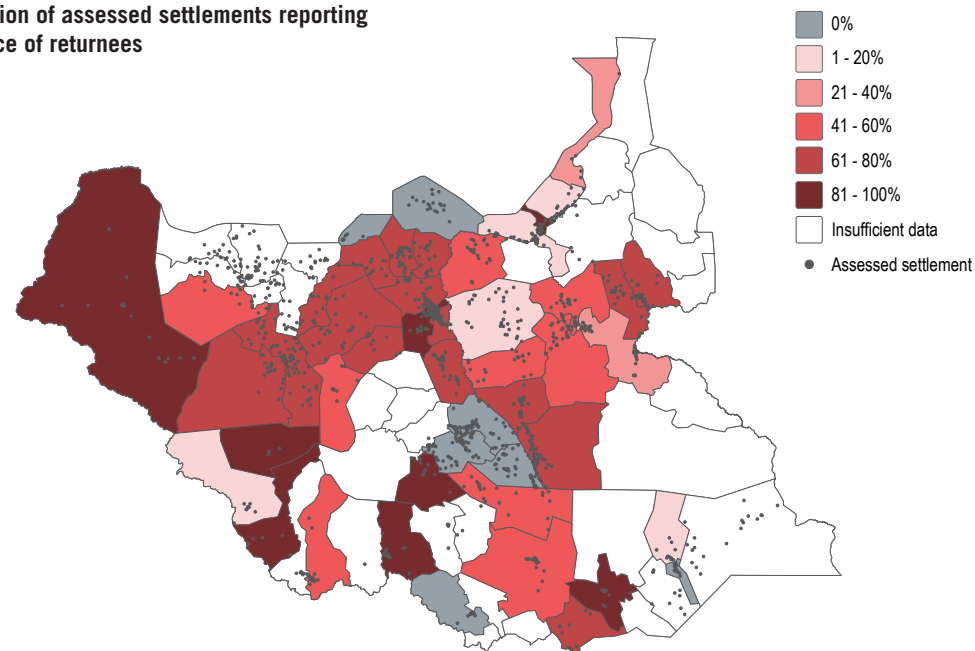 ion of assessed settlements reporting
ce of returnees
0%
1 - 20%
21 - 40%
41 - 60%
61 - 80%
81 - 100%
Insufficient data
Assessed settlement